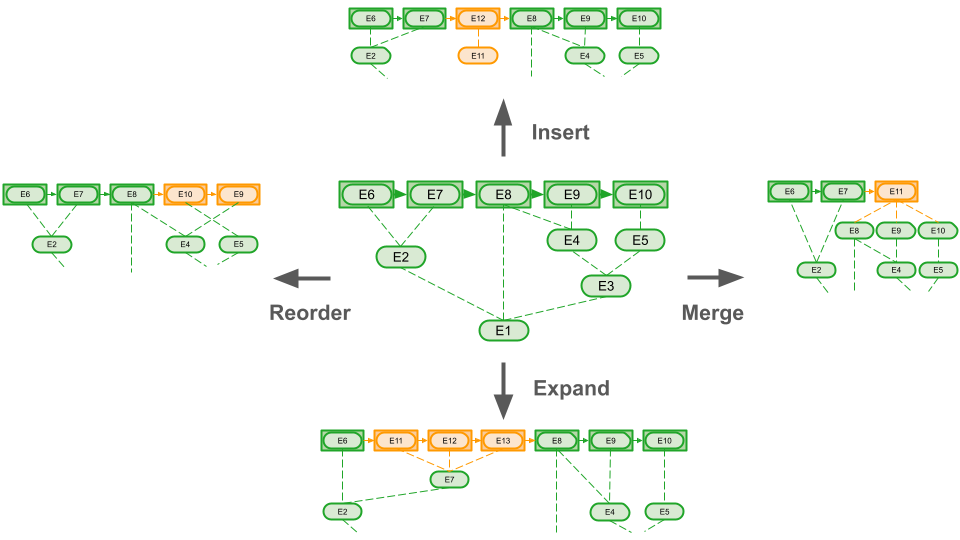 E6 E7 E12 E8 E9 E10
E2 E11 E4 E5
Insert
E6 E7 E8 E10 E9
E2 E4 E5
E6 E7 E8 E9 E10
E2 E4 E5
E3
E1
E6 E7 E11
E8 E9 E10
E2 E4 E5
Reorder
Merge
Expand
E6 E11 E12 E13 E8 E9 E10
E7
E2 E4 E5